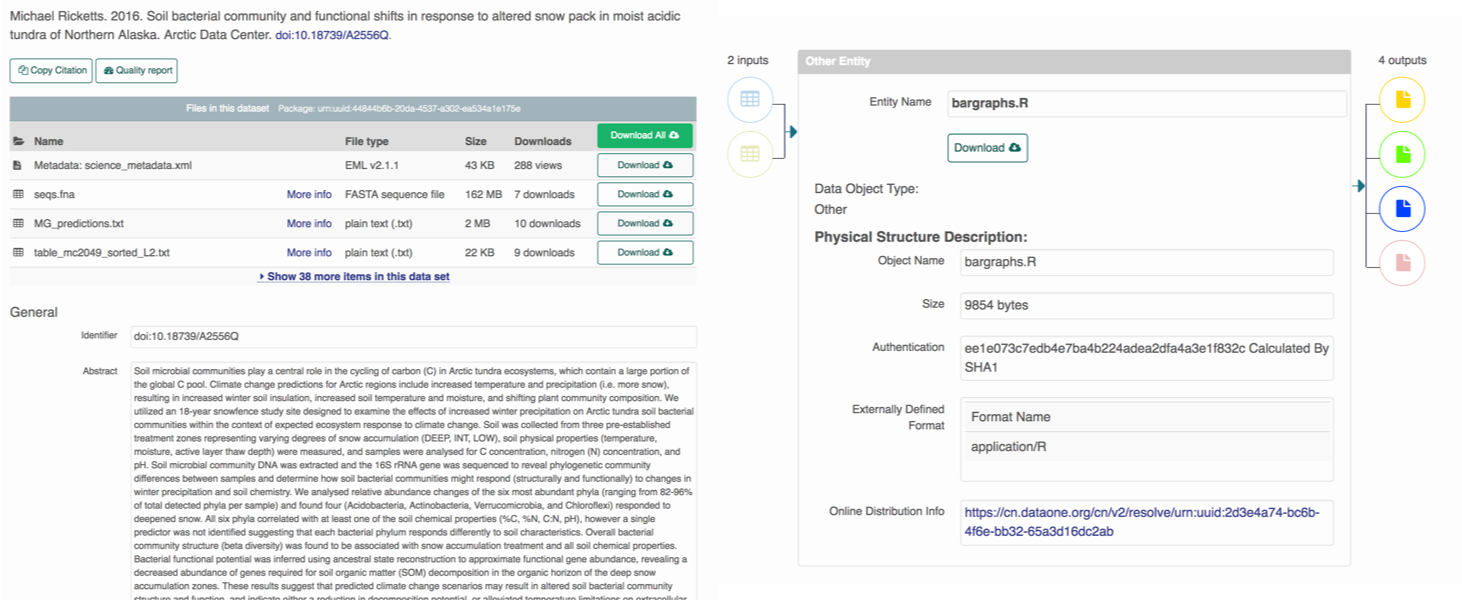 Michael Ricketts. 2016. Soil bacterial community and functional shifts in response to altered snow pack in moist acidic
tundra of Northern Alaska. Arctic Data Center. doi:10.18739/A2556Q.
Copy Citation Quality report
Files in this dataset Package: urn:uuid:44844b6b-20da-4537-a302-ea534a1e175e
Name File type Size Downloads Download All
Metadata: science_metadata.xml EML v2.1.1 43 KB 288 views Download
seqs.fna More info FASTA sequence file 162 MB 7 downloads Download
MG_predictions.txt More info plain text (.txt) 2 MB 10 downloads Download
table_mc2049_sorted_L2.txt More info plain text (.txt) 22 KB 9 downloads Download
Show 38 more items in this data set
General
Identifier doi:10.18739/A2556Q
Abstract Soil microbial communities play a central role in the cycling of carbon (C) in Arctic tundra ecosystems, which contain a large portion of
the global C pool. Climate change predictions for Arctic regions include increased temperature and precipitation (i.e. more snow),
resulting in increased winter soil insulation, increased soil temperature and moisture, and shifting plant community composition. We
utilized an 18-year snowfence study site designed to examine the effects of increased winter precipitation on Arctic tundra soil bacterial
communities within the context of expected ecosystem response to climate change. Soil was collected from three pre-established
treatment zones representing varying degrees of snow accumulation (DEEP, INT, LOW), soil physical properties (temperature,
moisture, active layer thaw depth) were measured, and samples were analysed for C concentration, nitrogen (N) concentration, and
pH. Soil microbial community DNA was extracted and the 16S rRNA gene was sequenced to reveal phylogenetic community
differences between samples and determine how soil bacterial communities might respond (structurally and functionally) to changes in
winter precipitation and soil chemistry. We analysed relative abundance changes of the six most abundant phyla (ranging from 82-96%
of total detected phyla per sample) and found four (Acidobacteria, Actinobacteria, Verrucomicrobia, and Chloroflexi) responded to
deepened snow. All six phyla correlated with at least one of the soil chemical properties (%C, %N, C:N, pH), however a single
predictor was not identified suggesting that each bacterial phylum responds differently to soil characteristics. Overall bacterial
community structure (beta diversity) was found to be associated with snow accumulation treatment and all soil chemical properties.
Bacterial functional potential was inferred using ancestral state reconstruction to approximate functional gene abundance, revealing a
decreased abundance of genes required for soil organic matter (SOM) decomposition in the organic horizon of the deep snow
accumulation zones. These results suggest that predicted climate change scenarios may result in altered soil bacterial community
structure and function, and indicate either a reduction in decomposition potential, or alleviated temperature limitations on extracellular
2 inputs
Other Entity
Entity Name bargraphs.R
Download
Data Object Type:
Other
Physical Structure Description:
Object Name bargraphs.R
Size 9854 bytes
Authentication ee1e073c7edb4e7ba4b224adea2dfa4a3e1f832c Calculated By
SHA1
Externally Defined
Format
Format Name
application/R
Online Distribution Info https://cn.dataone.org/cn/v2/resolve/urn:uuid:2d3e4a74-bc6b-
4f6e-bb32-65a3d16dc2ab
4 outputs